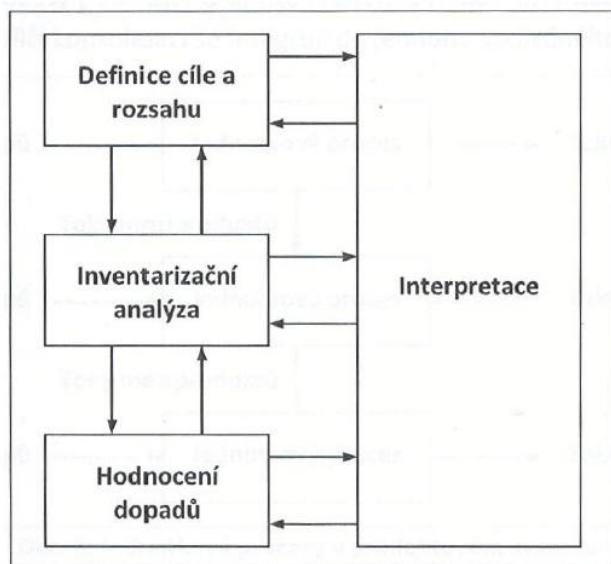 Definice cíle a
rozsahu
Inventarizační
analýza
Interpretace
Hodnocení
dopadů